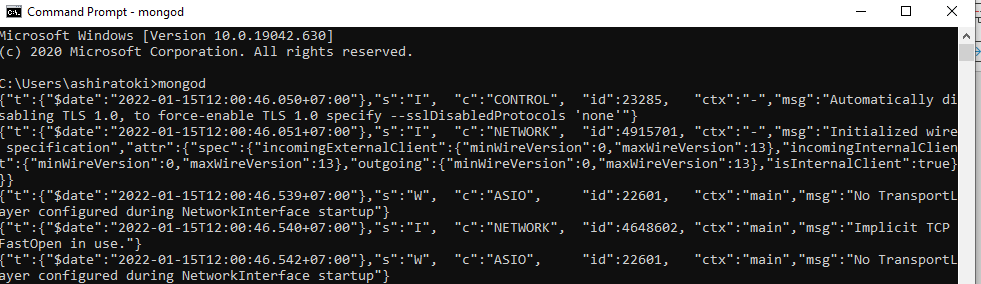 Command Prompt - mongod
Microsoft Windows [Version 10.0.19042.630]
(c) 2020 Microsoft Corporation. All rights reserved.
C:\Users\ashiratoki>mongod
{"t":{"$date":"2022-01-15T12:00:46.050+07:00"},"s":"I",  "c":"CONTROL",  "id":23285,   "ctx":"-","msg":"Automatically di
sabling TLS 1.0, to force-enable TLS 1.0 specify --sslDisabledProtocols 'none'"}
{"t":{"$date":"2022-01-15T12:00:46.051+07:00"},"s":"I",  "c":"NETWORK",  "id":4915701, "ctx":"-","msg":"Initialized wire
 specification","attr":{"spec":{"incomingExternalClient":{"minWireVersion":0,"maxWireVersion":13},"incomingInternalClien
t":{"minWireVersion":0,"maxWireVersion":13},"outgoing":{"minWireVersion":0,"maxWireVersion":13},"isInternalClient":true}
}}
{"t":{"$date":"2022-01-15T12:00:46.539+07:00"},"s":"W",  "c":"ASIO",     "id":22601,   "ctx":"main","msg":"No TransportL
ayer configured during NetworkInterface startup"}
{"t":{"$date":"2022-01-15T12:00:46.540+07:00"},"s":"I",  "c":"NETWORK",  "id":4648602, "ctx":"main","msg":"Implicit TCP 
FastOpen in use."}
{"t":{"$date":"2022-01-15T12:00:46.542+07:00"},"s":"W",  "c":"ASIO",     "id":22601,   "ctx":"main","msg":"No TransportL
ayer configured during NetworkInterface startup"}